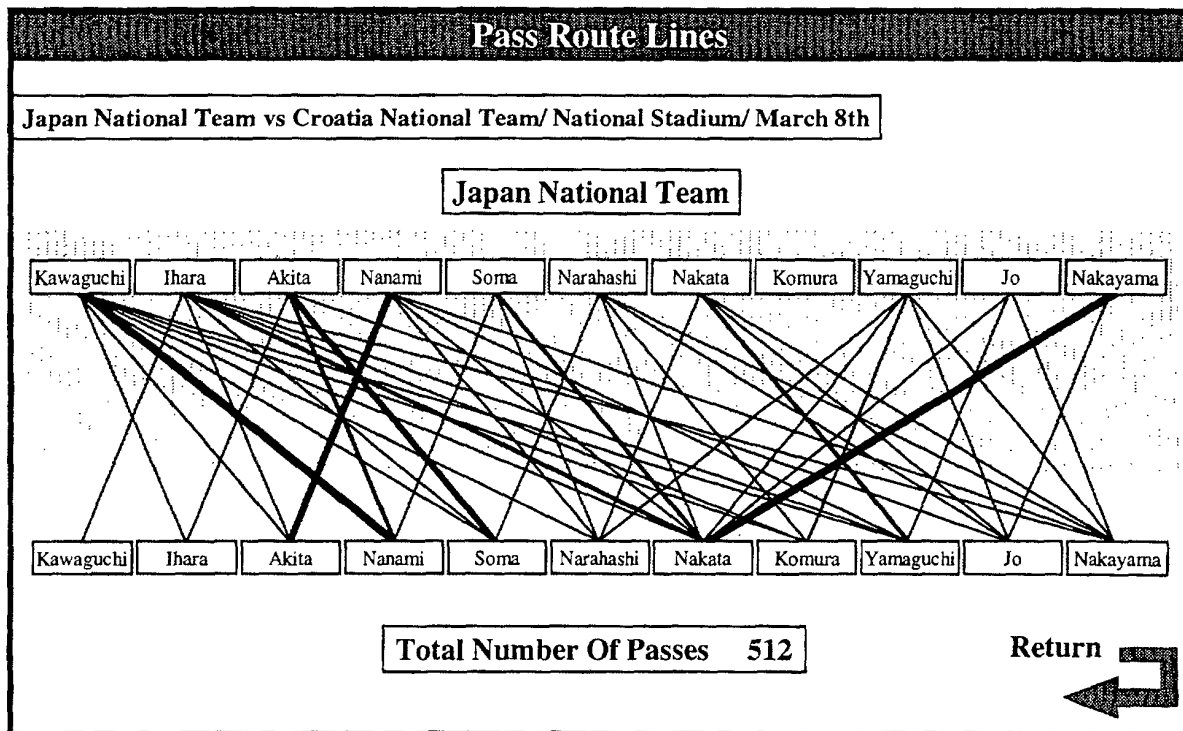 Pass Route Lines
Japan National Team vs Croatia National Team/ National Stadium/ March 8th
Japan National Team
Kawaguchi Ihara Akita Nanami Soma Narahashi Nakata Komura Yamaguchi Jo Nakayama
Kawaguchi Ihara Akita Nanami Soma Narahashi Nakata Komura Yamaguchi Jo Nakayama
Total Number Of Passes 512
Return